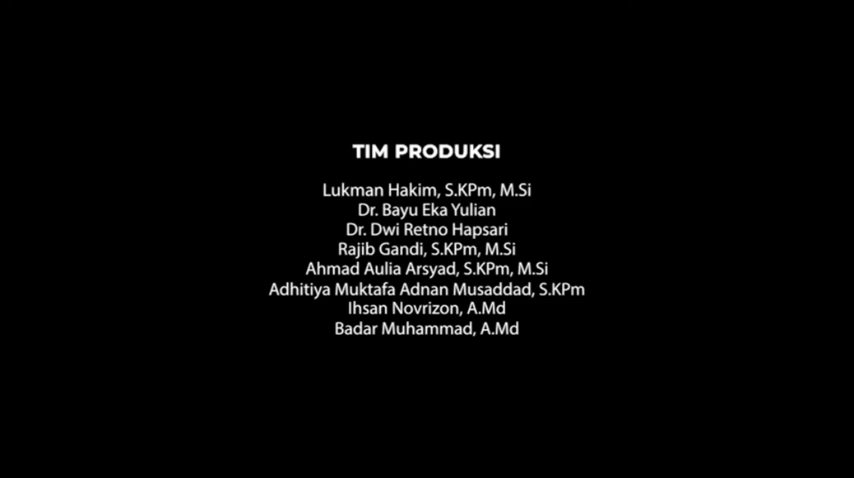 TIM PRODUKSI
Lukman Hakim, S.KPm, M.Si
Dr. Bayu Eka Yulian
Dr. Dwi Retno Hapsari
Rajib Gandi, S.KPm, M.Si
Ahmad Aulia Arsyad, S.KPm, M.Si
Adhitiya Muktafa Adnan Musaddad, S.KPm
Ihsan Novrizon, A.Md
Badar Muhammad, A.Md